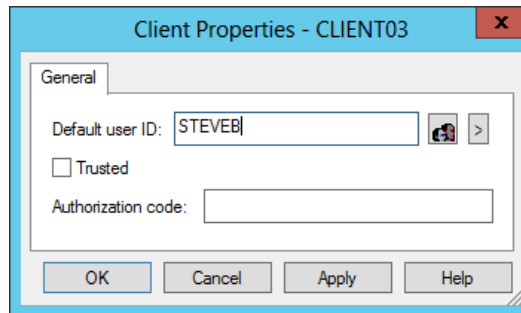 Client Properties - CLIENT03
x
General
Default user ID: STEVEB >
Trusted
Authorization code:
OK Cancel Apply Help